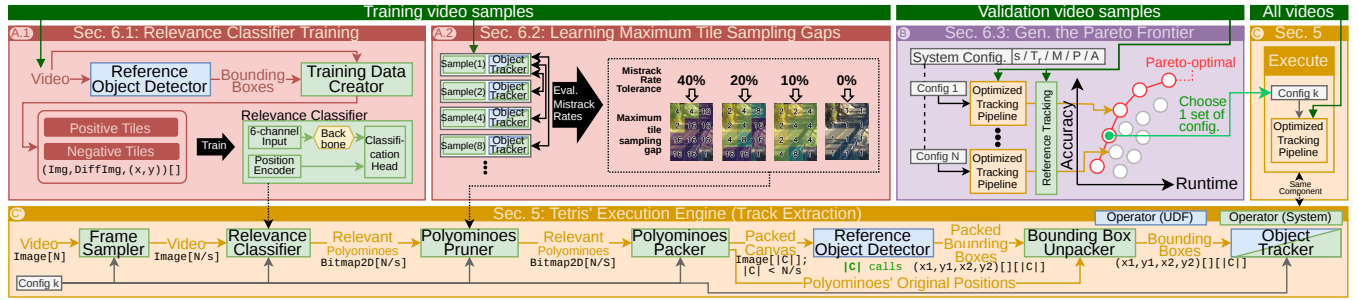 Training video samples
Validation video samples
All videos
A.1
Sec. 6.1: Relevance Classifier Training
Video
Reference
Object Detector
Bounding
Boxes
Training Data
Creator
Positive Tiles
Negative Tiles
(Img,DiffImg,(x,y))[]
Train
Relevance Classifier
6-channel
Input
Back
bone
Position
Encoder
Classifi-
cation
Head
A.2
Sec. 6.2: Learning Maximum Tile Sampling Gaps
Sample(1)
Object
Tracker
Sample(2)
Object
Tracker
Sample(4)
Object
Tracker
Sample(8)
Object
Tracker
Eval.
Mistrack
Rates
Mistrack
Rate
Tolerance
40% 20% 10% 0%
Maximum
tile
sampling
gap
B
Sec. 6.3: Gen. the Pareto Frontier
System Config.
s / Tr / M / P / A
Config 1
Optimized
Tracking
Pipeline
Config N
Optimized
Tracking
Pipeline
Reference Tracking
Accuracy
Runtime
Pareto-optimal
Choose
1 set of
config.
C
Sec. 5
Execute
Config k
Optimized
Tracking
Pipeline
Same
Component
C'
Sec. 5: Tetris' Execution Engine (Track Extraction)
Operator (UDF)
Operator (System)
Video
Image[N]
Frame
Sampler
Video
Image[N/s]
Relevance
Classifier
Relevant
Polyominoes
Bitmap2D[N/s]
Polyominoes
Pruner
Relevant
Polyominoes
Bitmap2D[N/s]
Polyominoes
Packer
Packed
Canvas
Image[|C|];
|C| < N/s
Reference
Object Detector
|C| calls
Packed
Bounding
Boxes
(x1,y1,x2,y2)[][|C|]
Bounding Box
Unpacker
Bounding
Boxes
(x1,y1,x2,y2)[][|C|]
Object
Tracker
Polyominoes' Original Positions
Config k